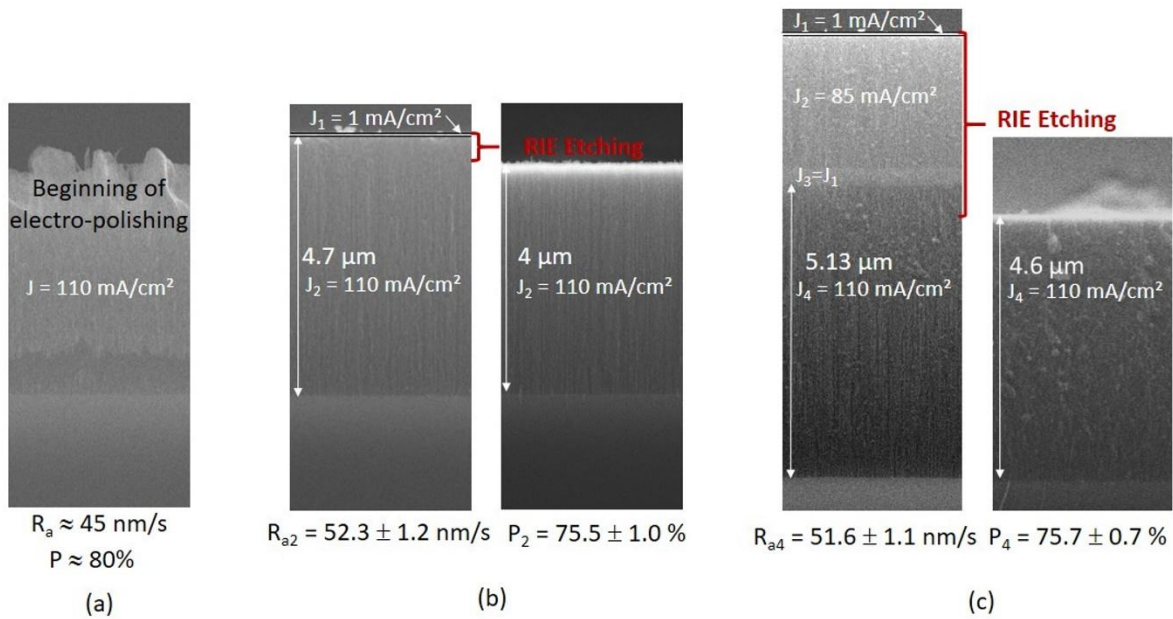 Beginning of
electro-polishing
J = 110 mA/cm²
Rₐ ≈ 45 nm/s
P ≈ 80%
(a)
J₁ = 1 mA/cm²
RIE Etching
4.7 µm
J₂ = 110 mA/cm²
4 µm
J₂ = 110 mA/cm²
Rₐ₂ = 52.3 ± 1.2 nm/s
P₂ = 75.5 ± 1.0 %
(b)
J₁ = 1 mA/cm²
J₂ = 85 mA/cm²
RIE Etching
J₃=J₁
5.13 µm
J₄ = 110 mA/cm²
4.6 µm
J₄ = 110 mA/cm²
Rₐ₄ = 51.6 ± 1.1 nm/s
P₄ = 75.7 ± 0.7 %
(c)